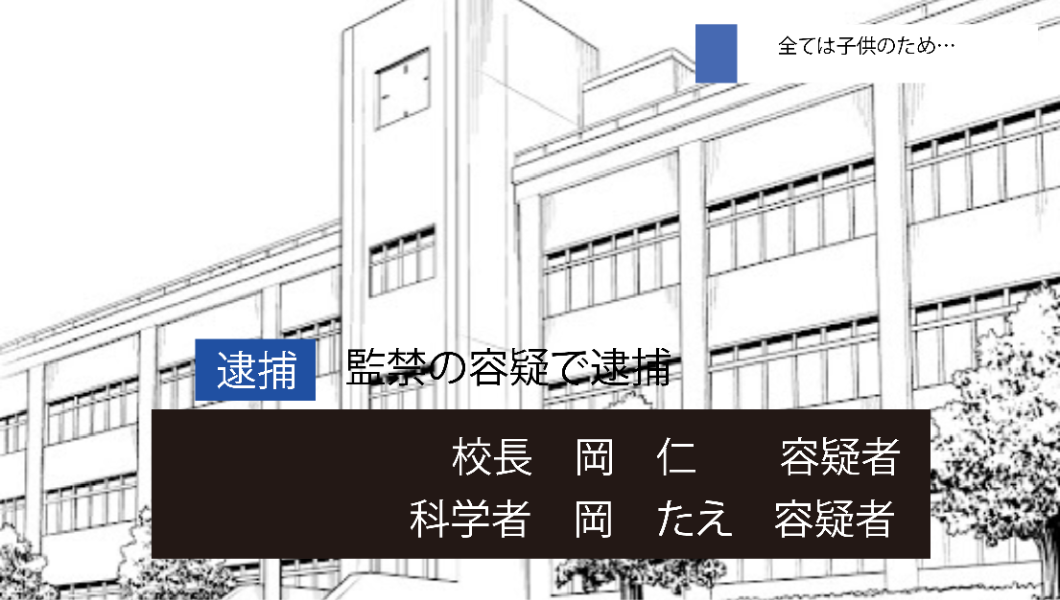 全ては子供のため…
逮捕 監禁の容疑で逮捕
校長 岡 仁 容疑者
科学者 岡 たえ 容疑者